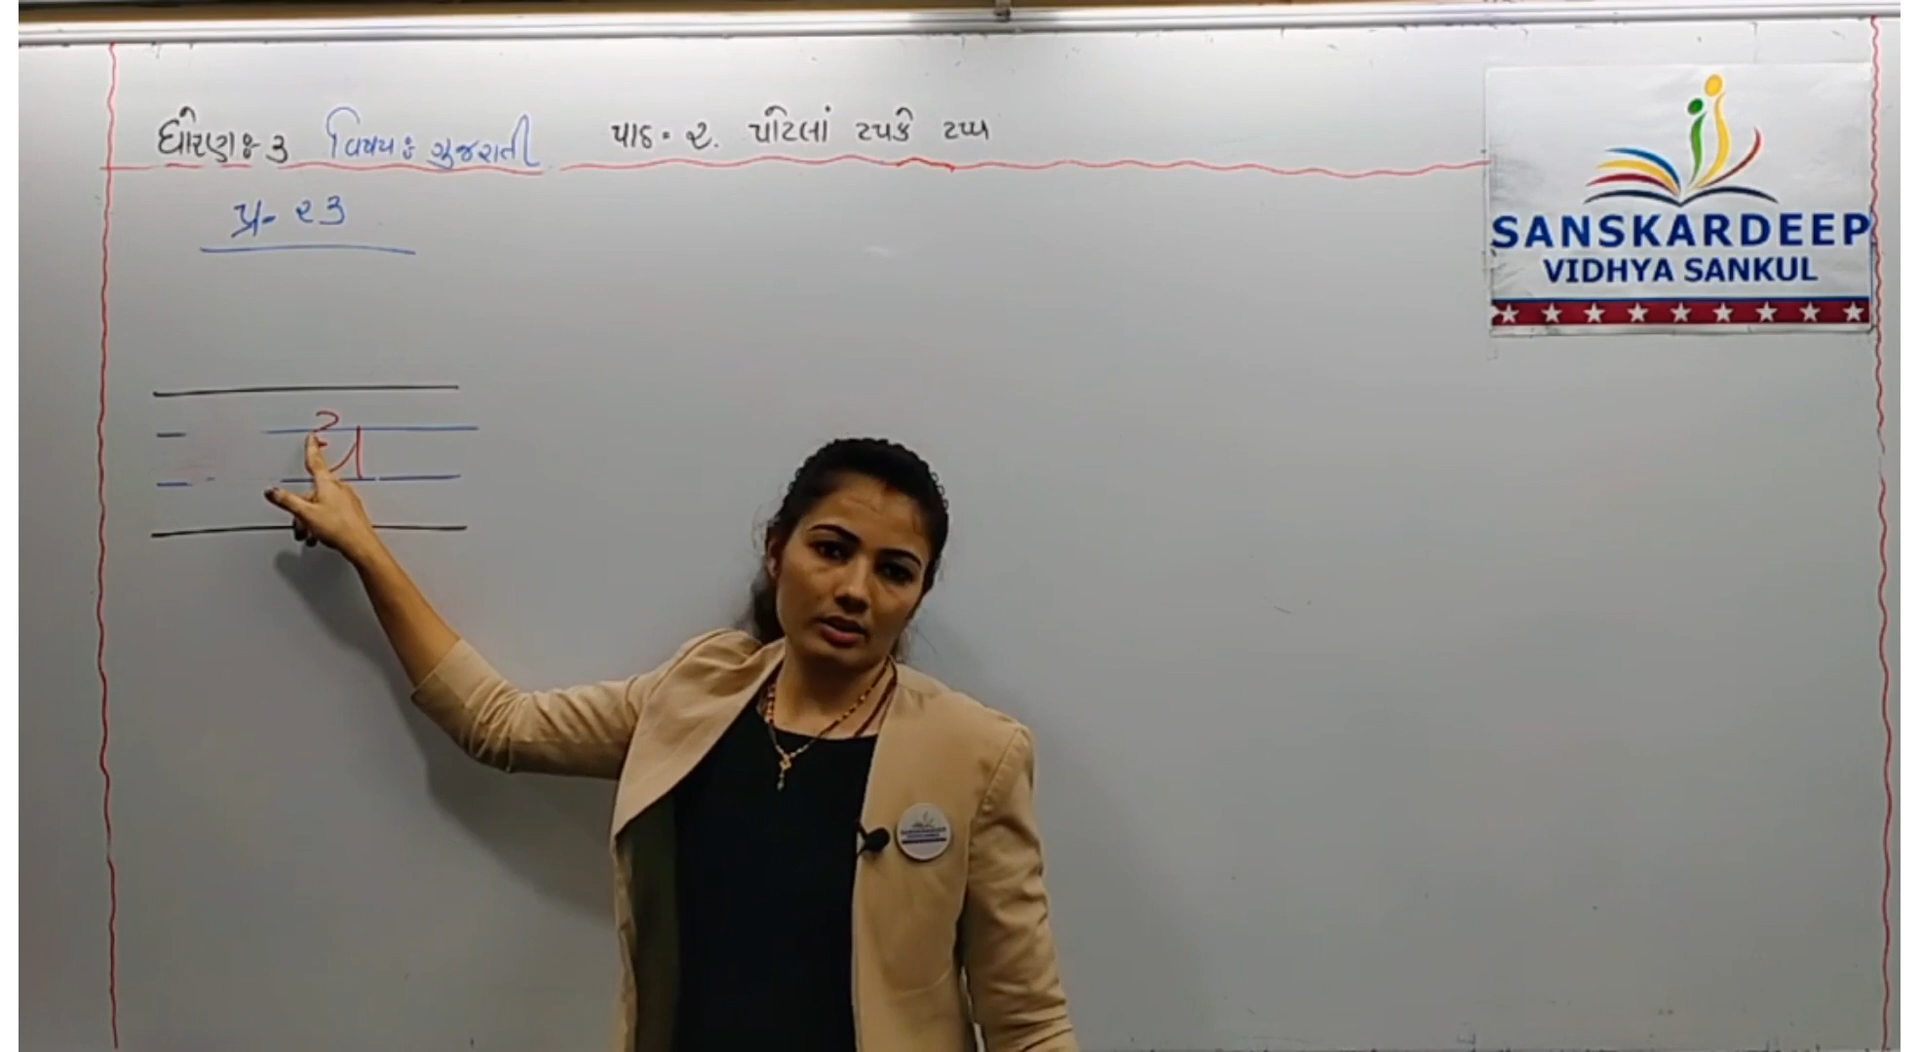 ધોરણઃ ૩ વિષયઃ ગુજરાતી પાઠ - ૨. પાંટિલાં ટપકે ટપ
પ્ર - ૨૩
SANSKARDEEP
VIDHYA SANKUL